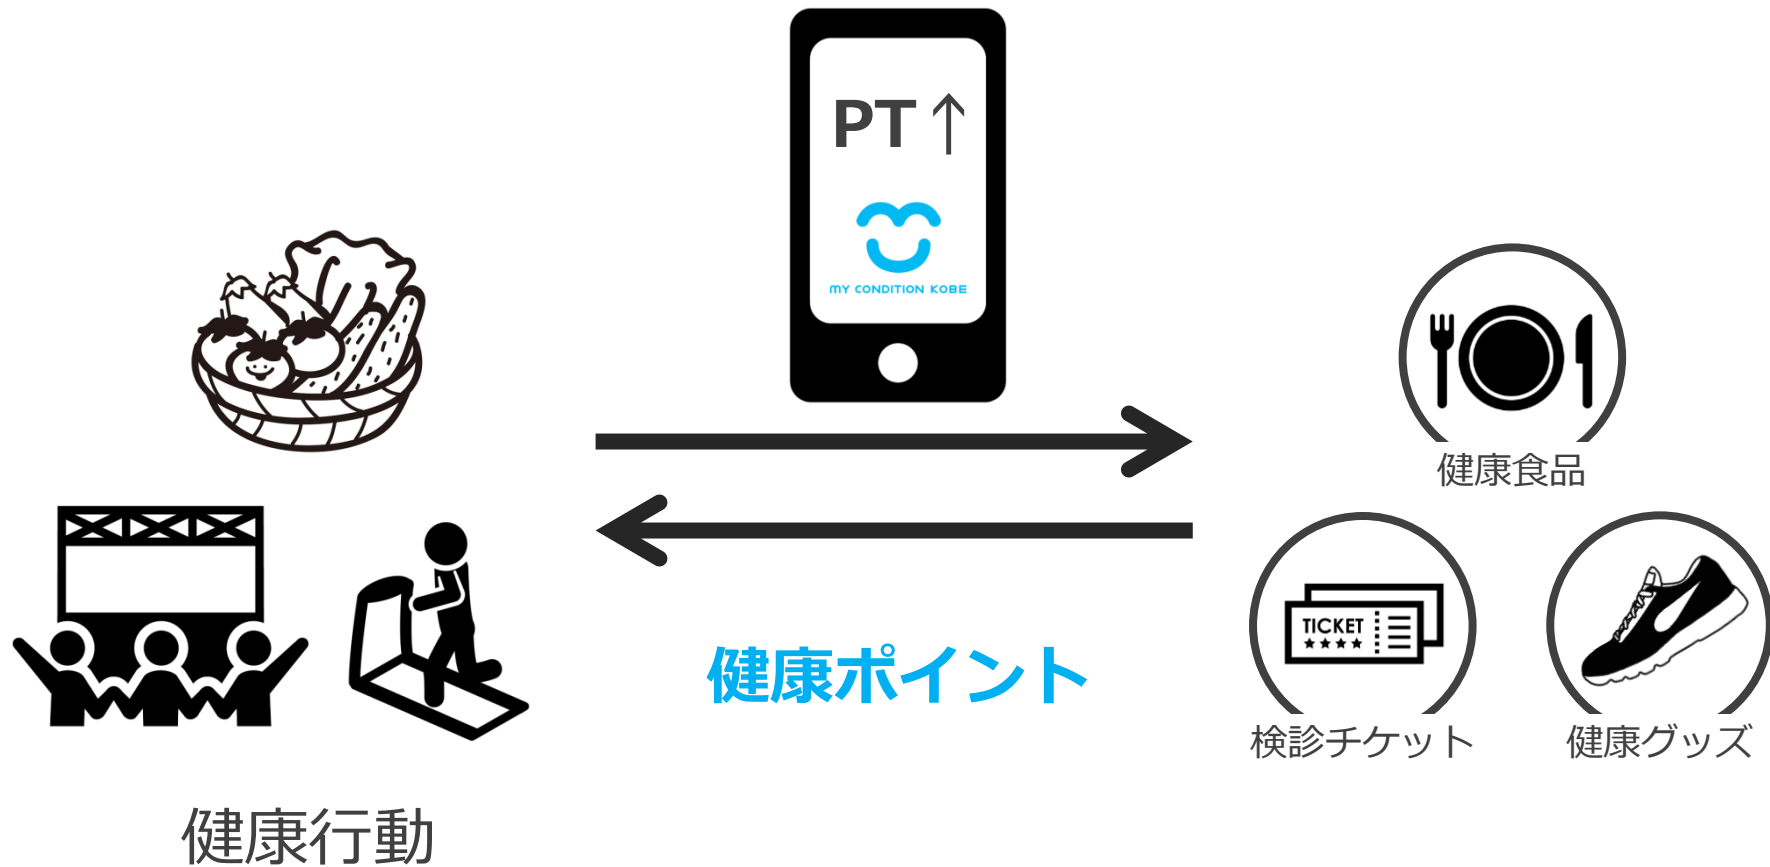 PT↑
MY CONDITION KOBE
健康食品
TICKET
★★★★
健康ポイント
検診チケット
健康グッズ
健康行動